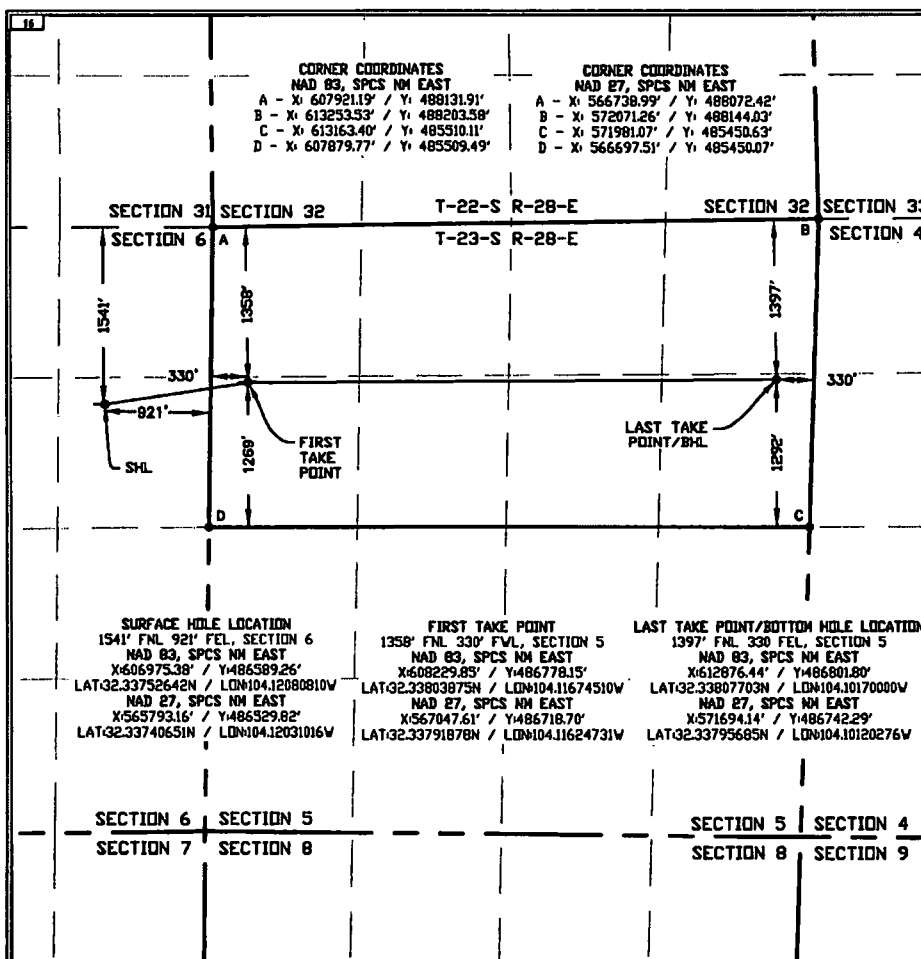 16
CORNER COORDINATES
NAD 83, SPCS NM EAST
A - X: 607921.19' / Y: 488131.91'
B - X: 613253.53' / Y: 488203.58'
C - X: 613163.40' / Y: 485510.11'
D - X: 607879.77' / Y: 485509.49'
CORNER COORDINATES
NAD 27, SPCS NM EAST
A - X: 566738.99' / Y: 488072.42'
B - X: 572071.26' / Y: 488144.03'
C - X: 571981.07' / Y: 485450.63'
D - X: 566697.51' / Y: 485450.07'
SECTION 31
SECTION 32
T-22-S R-28-E
SECTION 32
SECTION 33
SECTION 6
A
T-23-S R-28-E
B
SECTION 4
1541'
1358'
1397'
330'
330'
921'
SHL
FIRST
TAKE
POINT
1269'
LAST TAKE
POINT/BHL
1292'
D
C
SURFACE HOLE LOCATION
1541' FNL 921' FEL, SECTION 6
NAD 83, SPCS NM EAST
X:606975.38' / Y:486589.26'
LAT:32.33752642N / LON:104.12080810W
NAD 27, SPCS NM EAST
X:565793.16' / Y:486529.82'
LAT:32.33740651N / LON:104.12031016W
FIRST TAKE POINT
1358' FNL 330' FWL, SECTION 5
NAD 83, SPCS NM EAST
X:608229.85' / Y:486778.15'
LAT:32.33803875N / LON:104.11674510W
NAD 27, SPCS NM EAST
X:567047.61' / Y:486718.70'
LAT:32.33791878N / LON:104.11624731W
LAST TAKE POINT/BOTTOM HOLE LOCATION
1397' FNL 330 FEL, SECTION 5
NAD 83, SPCS NM EAST
X:612876.44' / Y:486801.80'
LAT:32.33807703N / LON:104.10170000W
NAD 27, SPCS NM EAST
X:571694.14' / Y:486742.29'
LAT:32.33795685N / LON:104.10120276W
SECTION 6
SECTION 5
SECTION 5
SECTION 4
SECTION 7
SECTION 8
SECTION 8
SECTION 9